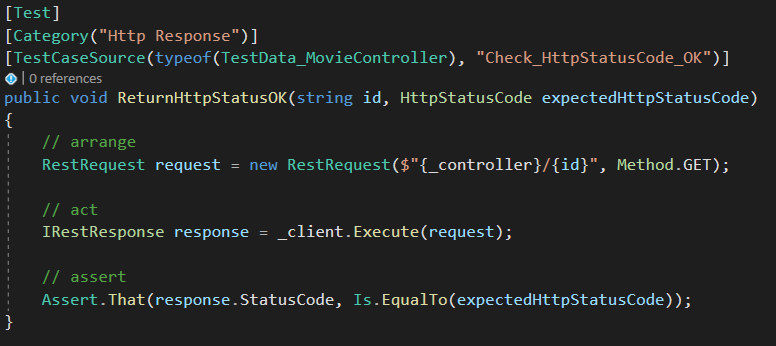 [Test]
[Category("Http Response")]
[TestCaseSource(typeof(TestData_MovieController), "Check_HttpStatusCode_OK")]
| 0 references
public void ReturnHttpStatusOK(string id, HttpStatusCode expectedHttpStatusCode)
{
    // arrange
    RestRequest request = new RestRequest($"{_controller}/{id}", Method.GET);

    // act
    IRestResponse response = _client.Execute(request);

    // assert
    Assert.That(response.StatusCode, Is.EqualTo(expectedHttpStatusCode));
}